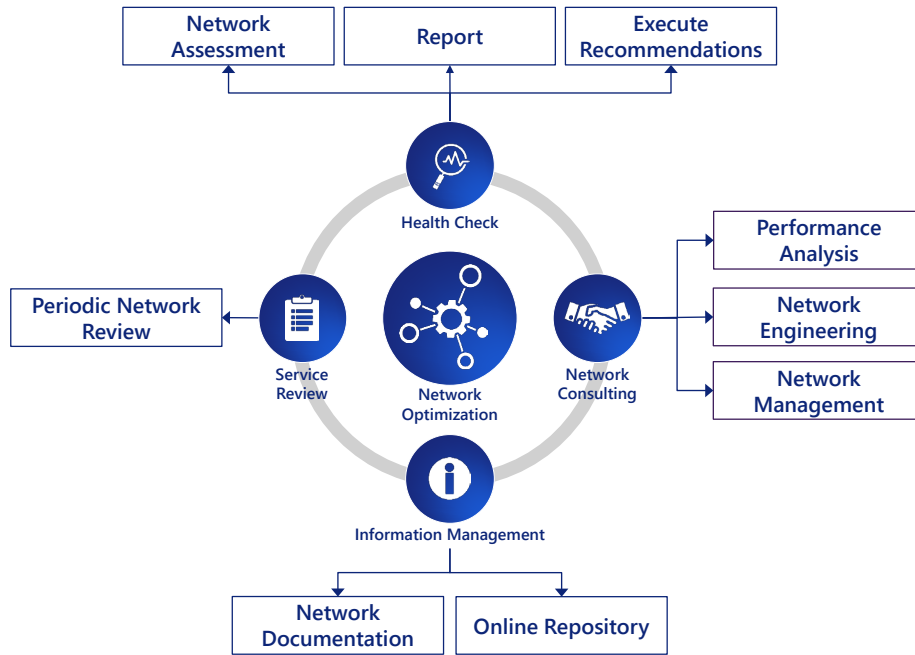 Network
Assessment
Report
Execute
Recommendations
Health Check
Performance
Analysis
Periodic Network
Review
Network
Engineering
Service
Review
Network
Optimization
Network
Consulting
Network
Management
Information Management
Network
Documentation
Online Repository